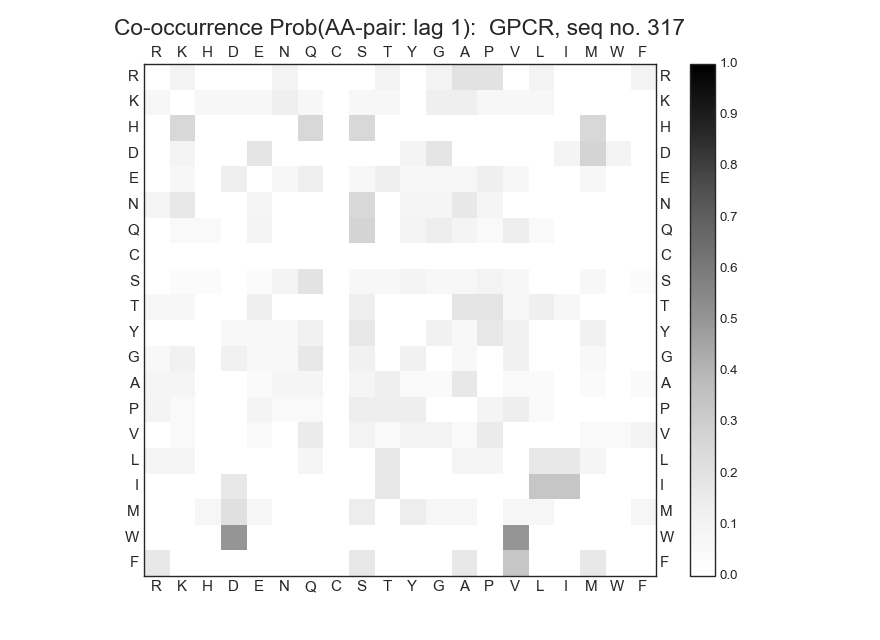 Co-occurrence Prob(AA-pair: lag 1):  GPCR, seq no. 317
R K H D E N Q C S T Y G A P V L I M W F
R R 1.0
K K 0.9
H H
D D 0.8
E E
N N 0.7
Q Q
C C 0.6
S S
T T 0.5
Y Y
G G 0.4
A A
P P 0.3
V V
L L 0.2
I I
M M 0.1
W W
F F 0.0
R K H D E N Q C S T Y G A P V L I M W F